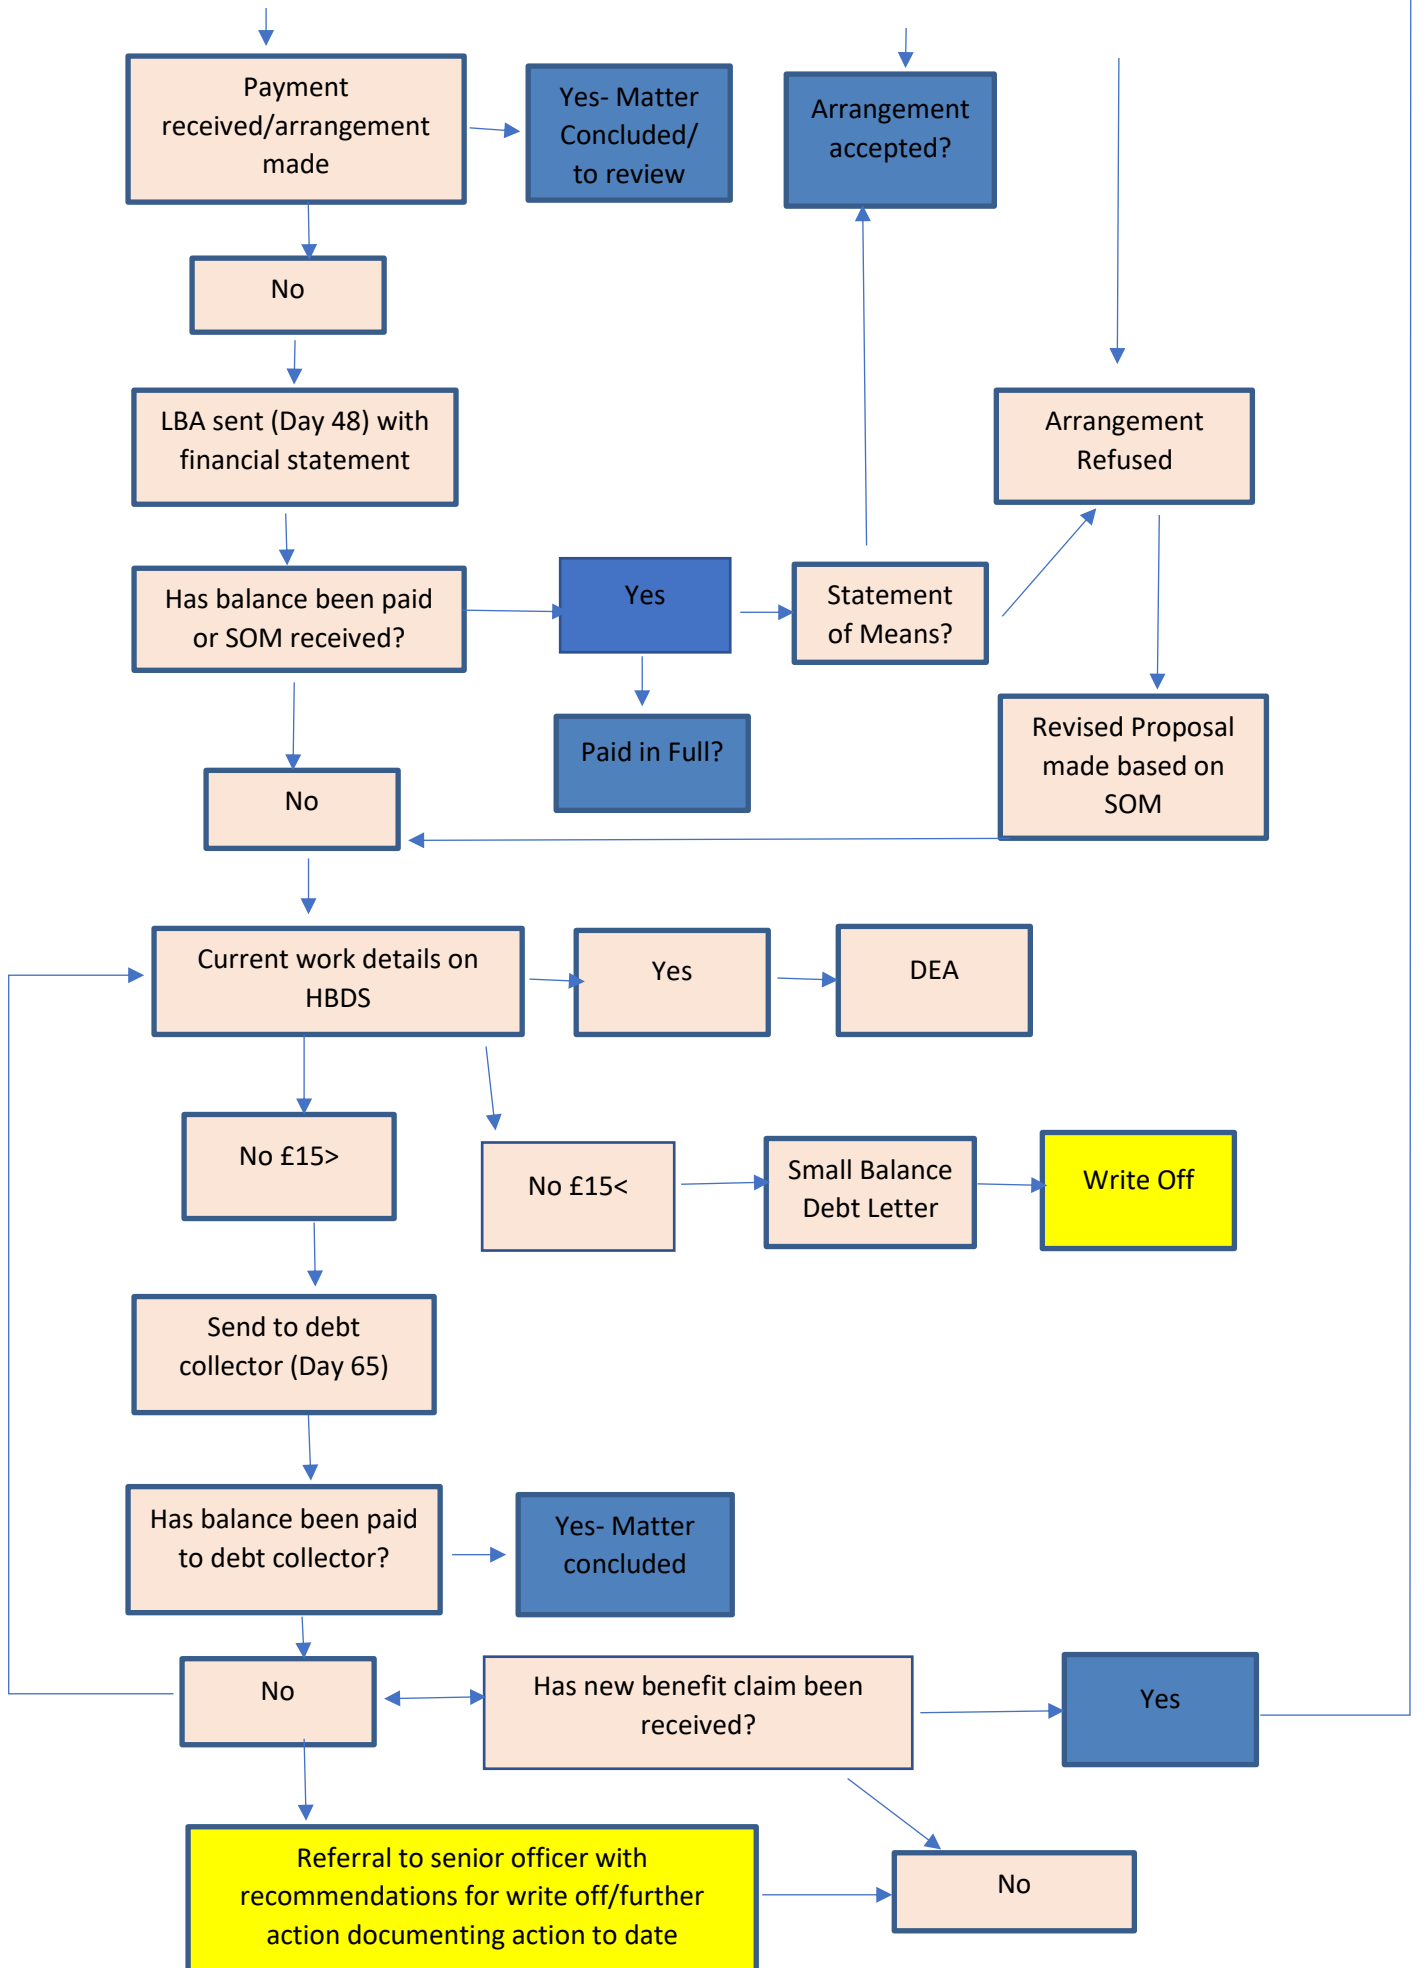 Payment
received/arrangement
made
Yes- Matter
Concluded/
to review
Arrangement
accepted?
No
LBA sent (Day 48) with
financial statement
Arrangement
Refused
Has balance been paid
or SOM received?
Yes
Statement
of Means?
Paid in Full?
Revised Proposal
made based on
SOM
No
Current work details on
HBDS
Yes
DEA
No £15>
No £15<
Small Balance
Debt Letter
Write Off
Send to debt
collector (Day 65)
Has balance been paid
to debt collector?
Yes- Matter
concluded
No
Has new benefit claim been
received?
Yes
Referral to senior officer with
recommendations for write off/further
action documenting action to date
No